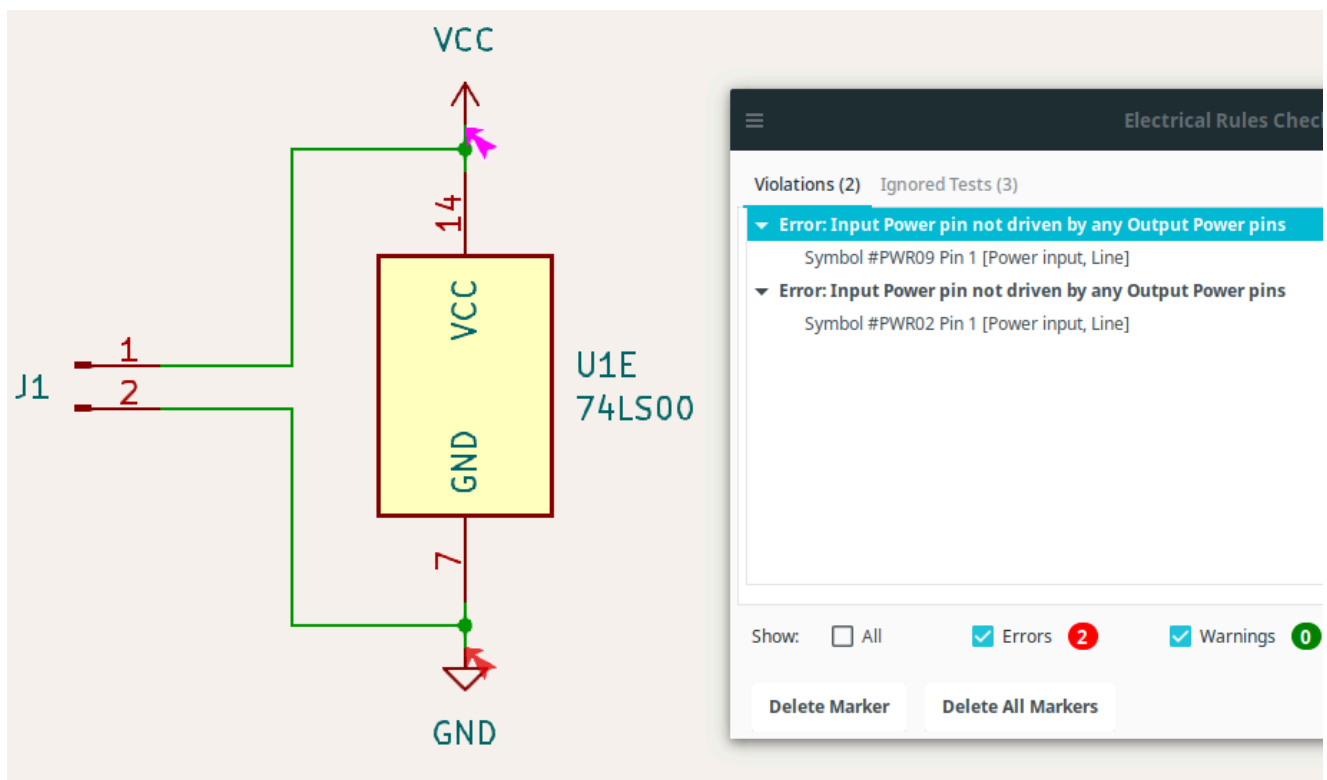 VCC
14
VCC
GND
7
GND
J1
1
2
U1E
74LS00
Electrical Rules Chec
Violations (2) Ignored Tests (3)
Error: Input Power pin not driven by any Output Power pins
Symbol #PWR09 Pin 1 [Power input, Line]
Error: Input Power pin not driven by any Output Power pins
Symbol #PWR02 Pin 1 [Power input, Line]
Show: All Errors 2 Warnings 0
Delete Marker Delete All Markers